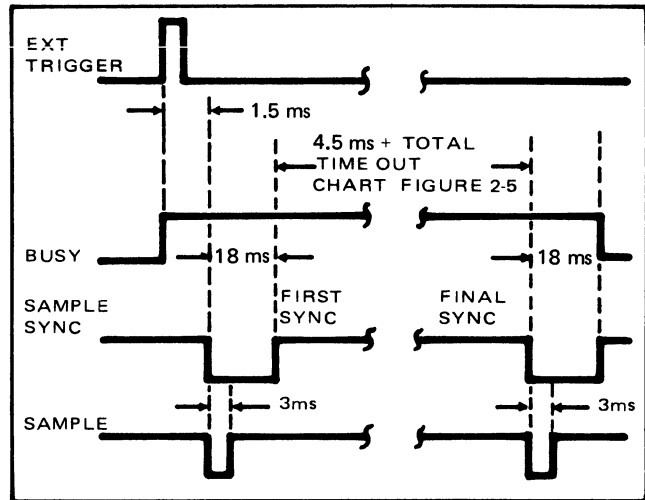 EXT
TRIGGER
1.5 ms
4.5 ms + TOTAL
TIME OUT
CHART FIGURE 2-5
BUSY
18 ms
18 ms
SAMPLE
SYNC
FIRST
SYNC
FINAL
SYNC
3ms
3ms
SAMPLE